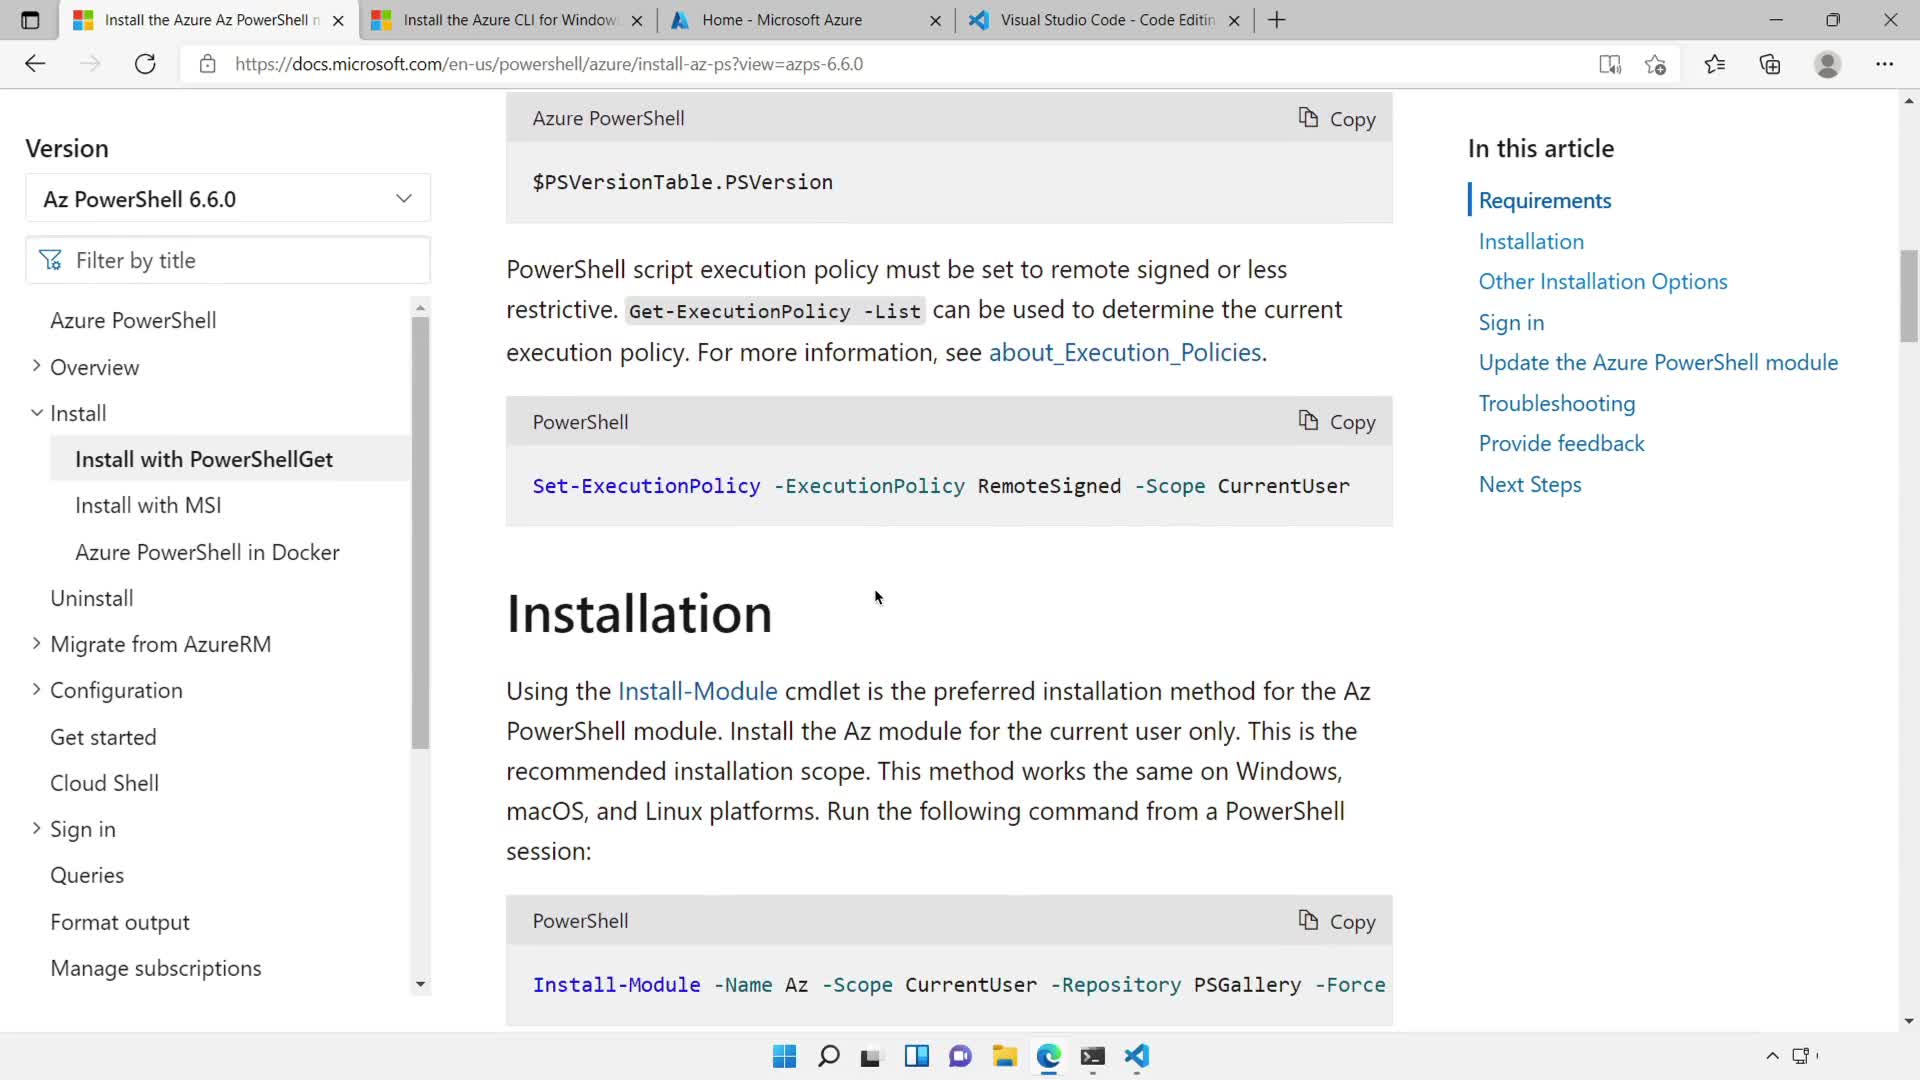 Install the Azure Az PowerShell
Install the Azure CLI for Window
Home - Microsoft Azure
Visual Studio Code - Code Editin
https://docs.microsoft.com/en-us/powershell/azure/install-az-ps?view=azps-6.6.0
Version
Az PowerShell 6.6.0
Filter by title
Azure PowerShell
Overview
Install
Install with PowerShellGet
Install with MSI
Azure PowerShell in Docker
Uninstall
Migrate from AzureRM
Configuration
Get started
Cloud Shell
Sign in
Queries
Format output
Manage subscriptions
Azure PowerShell
Copy
$PSVersionTable.PSVersion
PowerShell script execution policy must be set to remote signed or less
restrictive. Get-ExecutionPolicy -List can be used to determine the current
execution policy. For more information, see about_Execution_Policies.
PowerShell
Copy
Set-ExecutionPolicy -ExecutionPolicy RemoteSigned -Scope CurrentUser
Installation
Using the Install-Module cmdlet is the preferred installation method for the Az
PowerShell module. Install the Az module for the current user only. This is the
recommended installation scope. This method works the same on Windows,
macOS, and Linux platforms. Run the following command from a PowerShell
session:
PowerShell
Copy
Install-Module -Name Az -Scope CurrentUser -Repository PSGallery -Force
In this article
Requirements
Installation
Other Installation Options
Sign in
Update the Azure PowerShell module
Troubleshooting
Provide feedback
Next Steps